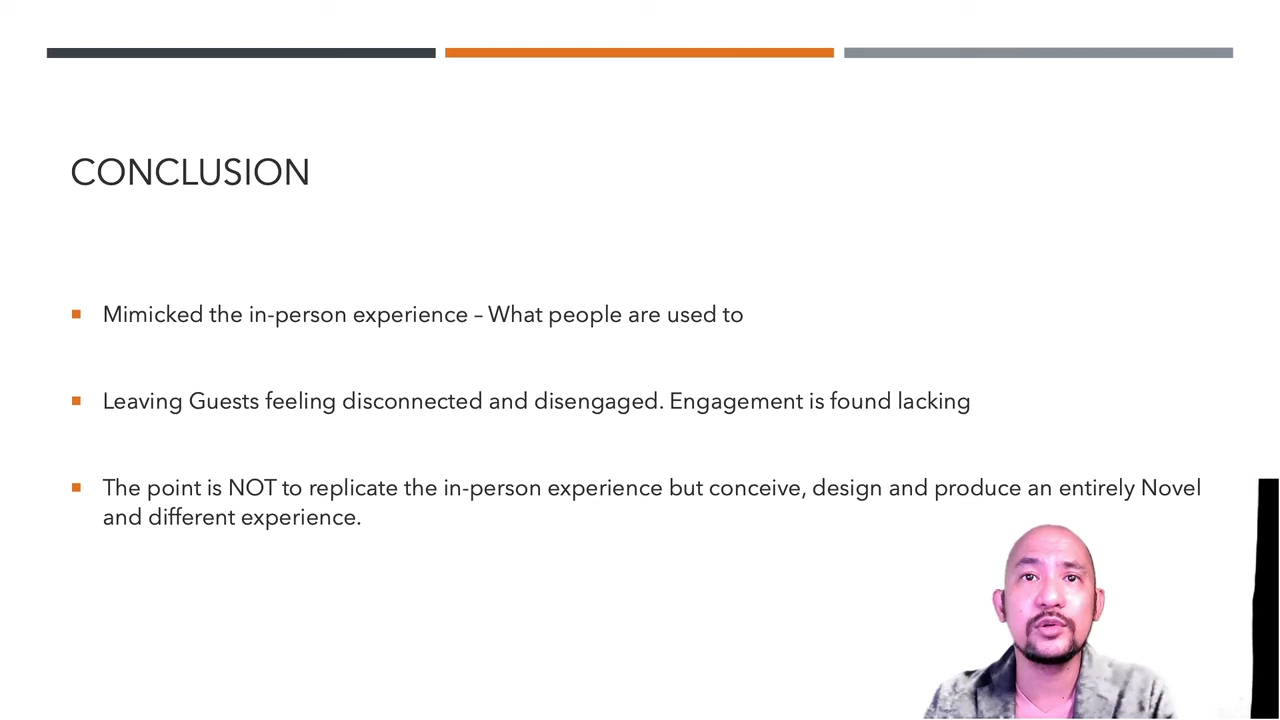 CONCLUSION
Mimicked the in-person experience – What people are used to
Leaving Guests feeling disconnected and disengaged. Engagement is found lacking
The point is NOT to replicate the in-person experience but conceive, design and produce an entirely Novel
and different experience.